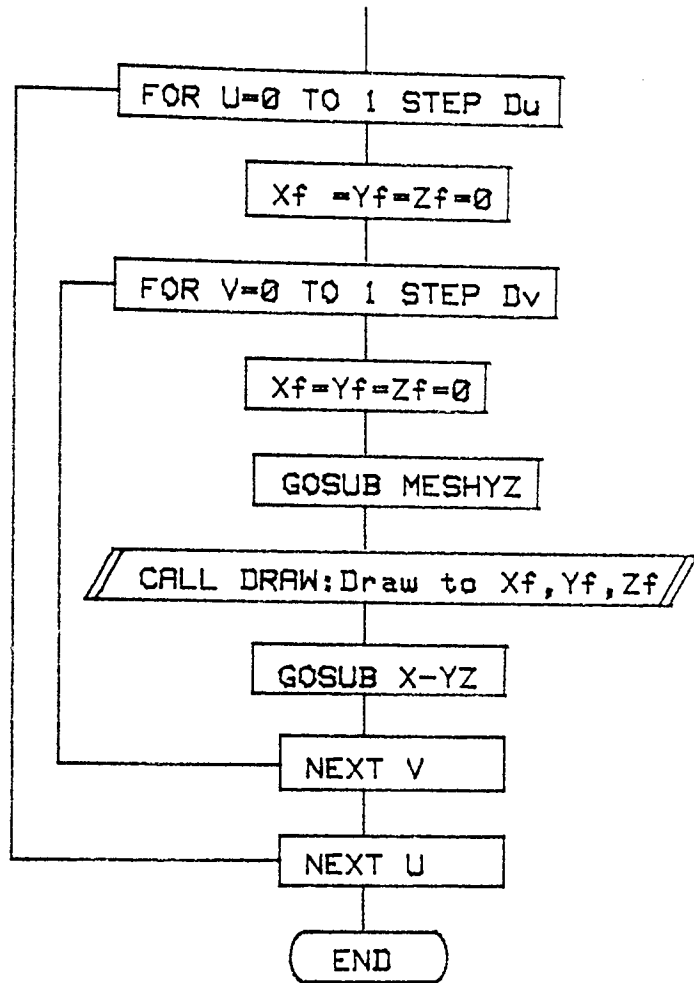 FOR U=0 TO 1 STEP Du
Xf =Yf=Zf=0
FOR V=0 TO 1 STEP Dv
Xf=Yf=Zf=0
GOSUB MESHYZ
CALL DRAW:Draw to Xf,Yf,Zf
GOSUB X-YZ
NEXT V
NEXT U
END